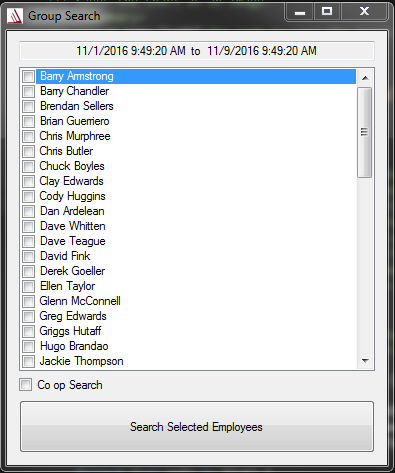 Group Search
11/1/2016 9:49:20 AM to 11/9/2016 9:49:20 AM
Barry Armstrong
Barry Chandler
Brendan Sellers
Brian Guerriero
Chris Murphree
Chris Butler
Chuck Boyles
Clay Edwards
Cody Huggins
Dan Ardelean
Dave Whitten
Dave Teague
David Fink
Derek Goeller
Ellen Taylor
Glenn McConnell
Greg Edwards
Griggs Hutaff
Hugo Brandao
Jackie Thompson
Co op Search
Search Selected Employees